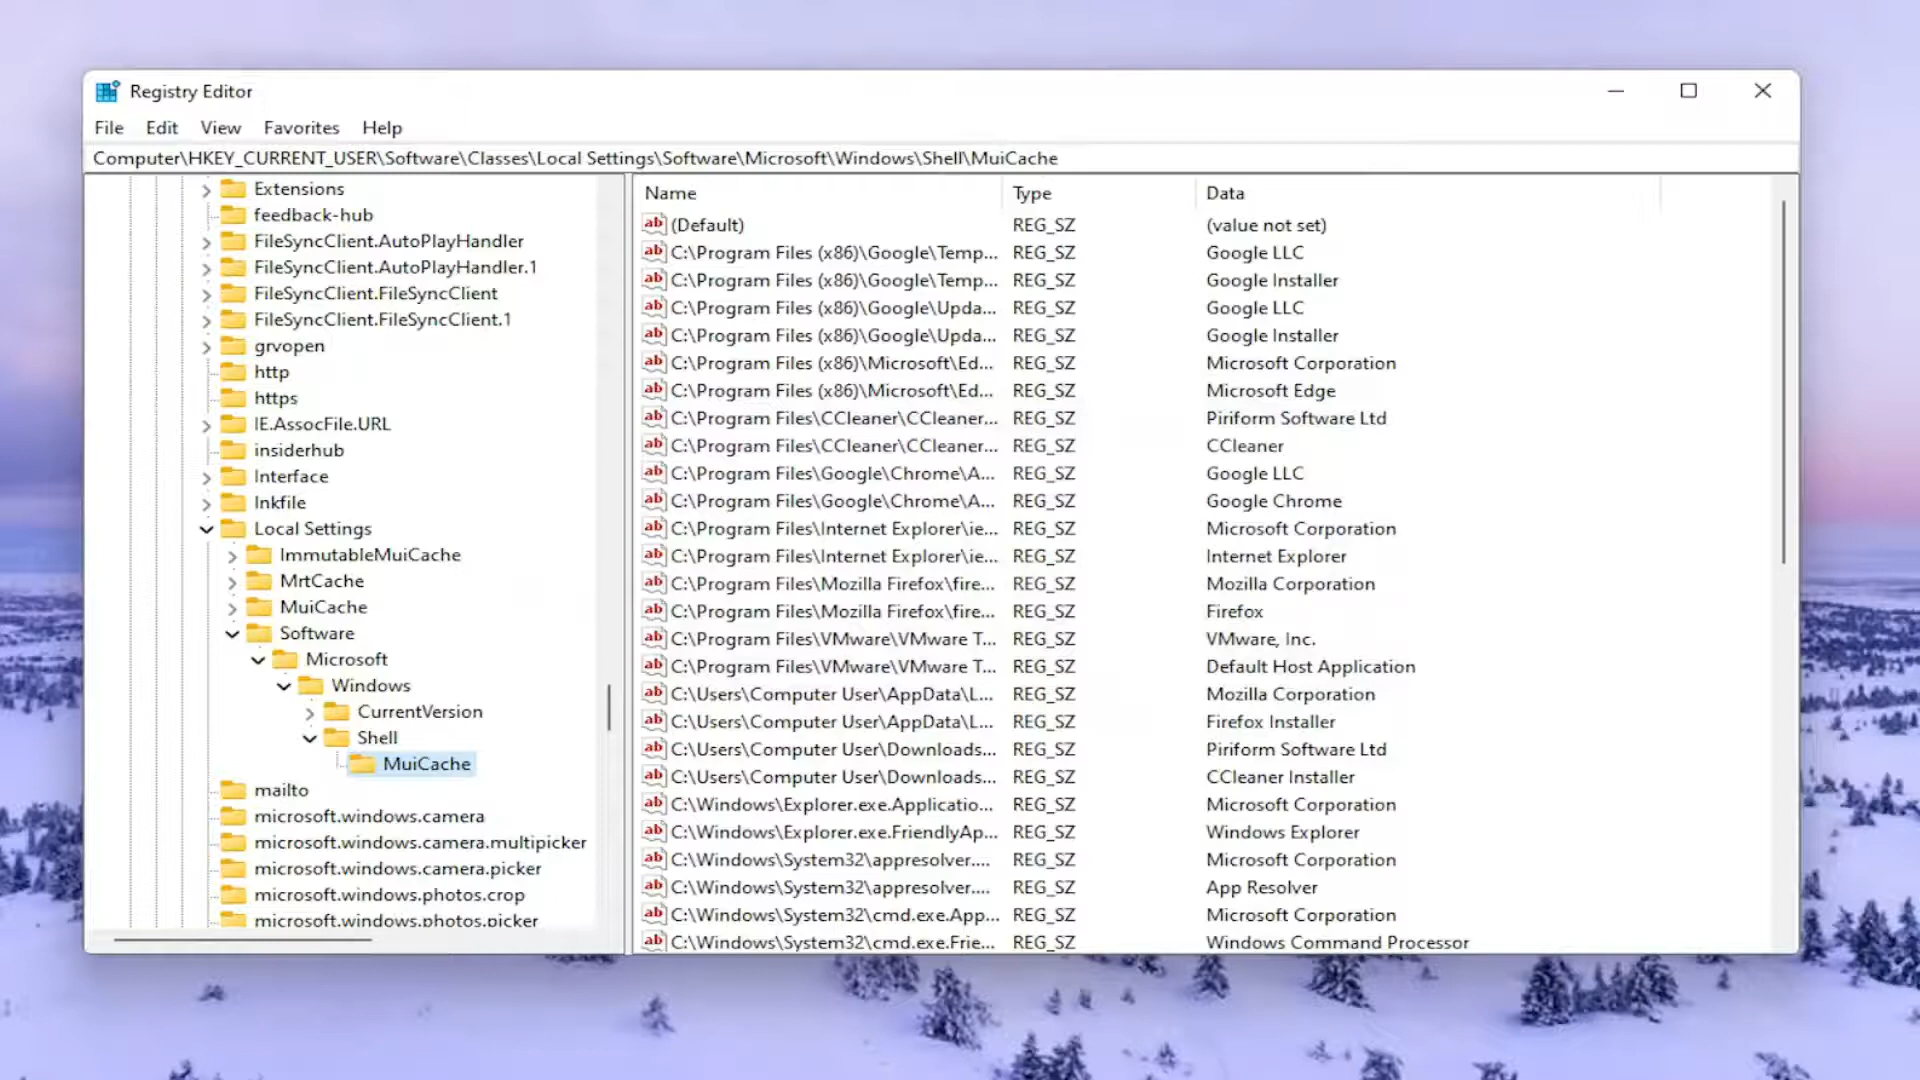 Registry Editor
File Edit View Favorites Help
Computer\HKEY_CURRENT_USER\Software\Classes\Local Settings\Software\Microsoft\Windows\Shell\MuiCache
Extensions
feedback-hub
FileSyncClient.AutoPlayHandler
FileSyncClient.AutoPlayHandler.1
FileSyncClient.FileSyncClient
FileSyncClient.FileSyncClient.1
grvopen
http
https
IE.AssocFile.URL
insiderhub
Interface
lnkfile
Local Settings
ImmutableMuiCache
MrtCache
MuiCache
Software
Microsoft
Windows
CurrentVersion
Shell
MuiCache
mailto
microsoft.windows.camera
microsoft.windows.camera.multipicker
microsoft.windows.camera.picker
microsoft.windows.photos.crop
microsoft.windows.photos.picker
Name Type Data
(Default) REG_SZ (value not set)
C:\Program Files (x86)\Google\Temp... REG_SZ Google LLC
C:\Program Files (x86)\Google\Temp... REG_SZ Google Installer
C:\Program Files (x86)\Google\Upda... REG_SZ Google LLC
C:\Program Files (x86)\Google\Upda... REG_SZ Google Installer
C:\Program Files (x86)\Microsoft\Ed... REG_SZ Microsoft Corporation
C:\Program Files (x86)\Microsoft\Ed... REG_SZ Microsoft Edge
C:\Program Files\CCleaner\CCleaner... REG_SZ Piriform Software Ltd
C:\Program Files\CCleaner\CCleaner... REG_SZ CCleaner
C:\Program Files\Google\Chrome\A... REG_SZ Google LLC
C:\Program Files\Google\Chrome\A... REG_SZ Google Chrome
C:\Program Files\Internet Explorer\ie... REG_SZ Microsoft Corporation
C:\Program Files\Internet Explorer\ie... REG_SZ Internet Explorer
C:\Program Files\Mozilla Firefox\fire... REG_SZ Mozilla Corporation
C:\Program Files\Mozilla Firefox\fire... REG_SZ Firefox
C:\Program Files\VMware\VMware T... REG_SZ VMware, Inc.
C:\Program Files\VMware\VMware T... REG_SZ Default Host Application
C:\Users\Computer User\AppData\L... REG_SZ Mozilla Corporation
C:\Users\Computer User\AppData\L... REG_SZ Firefox Installer
C:\Users\Computer User\Downloads... REG_SZ Piriform Software Ltd
C:\Users\Computer User\Downloads... REG_SZ CCleaner Installer
C:\Windows\Explorer.exe.Applicatio... REG_SZ Microsoft Corporation
C:\Windows\Explorer.exe.FriendlyAp... REG_SZ Windows Explorer
C:\Windows\System32\appresolver.... REG_SZ Microsoft Corporation
C:\Windows\System32\appresolver.... REG_SZ App Resolver
C:\Windows\System32\cmd.exe.App... REG_SZ Microsoft Corporation
C:\Windows\System32\cmd.exe.Frie... REG_SZ Windows Command Processor